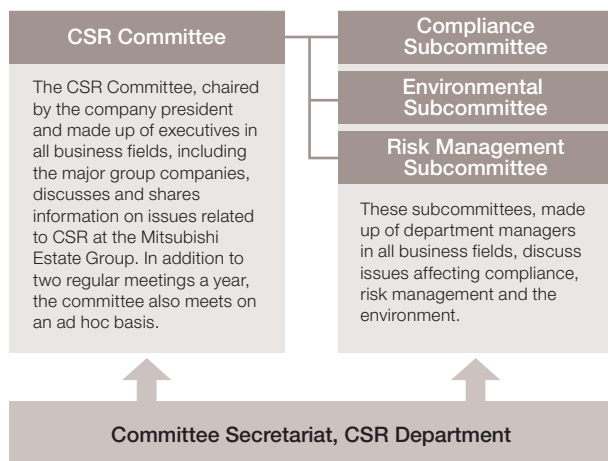 CSR Committee
The CSR Committee, chaired
by the company president
and made up of executives in
all business fields, including
the major group companies,
discusses and shares
information on issues related
to CSR at the Mitsubishi
Estate Group. In addition to
two regular meetings a year,
the committee also meets on
an ad hoc basis.
Compliance
Subcommittee
Environmental
Subcommittee
Risk Management
Subcommittee
These subcommittees, made
up of department managers
in all business fields, discuss
issues affecting compliance,
risk management and the
environment.
Committee Secretariat, CSR Department